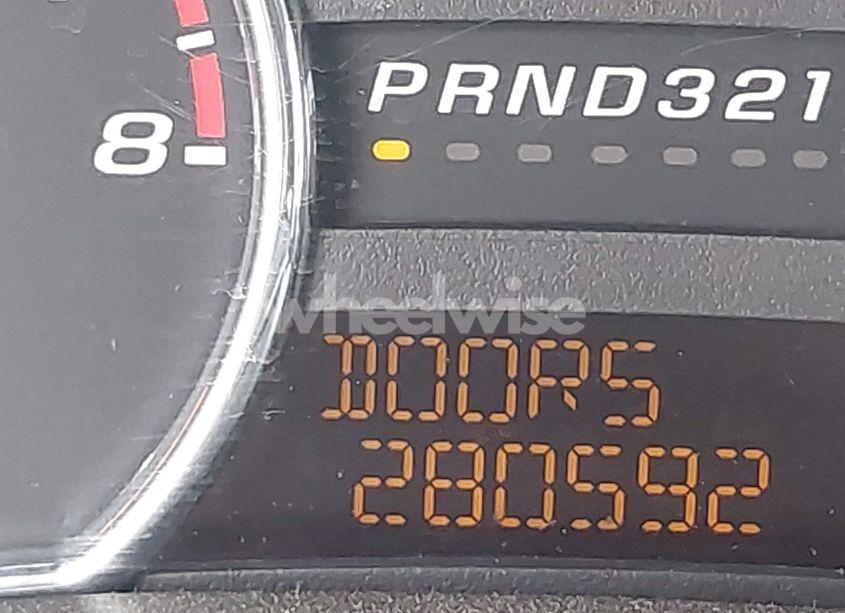 PRND321
8
wheelwise
DOORS
280592